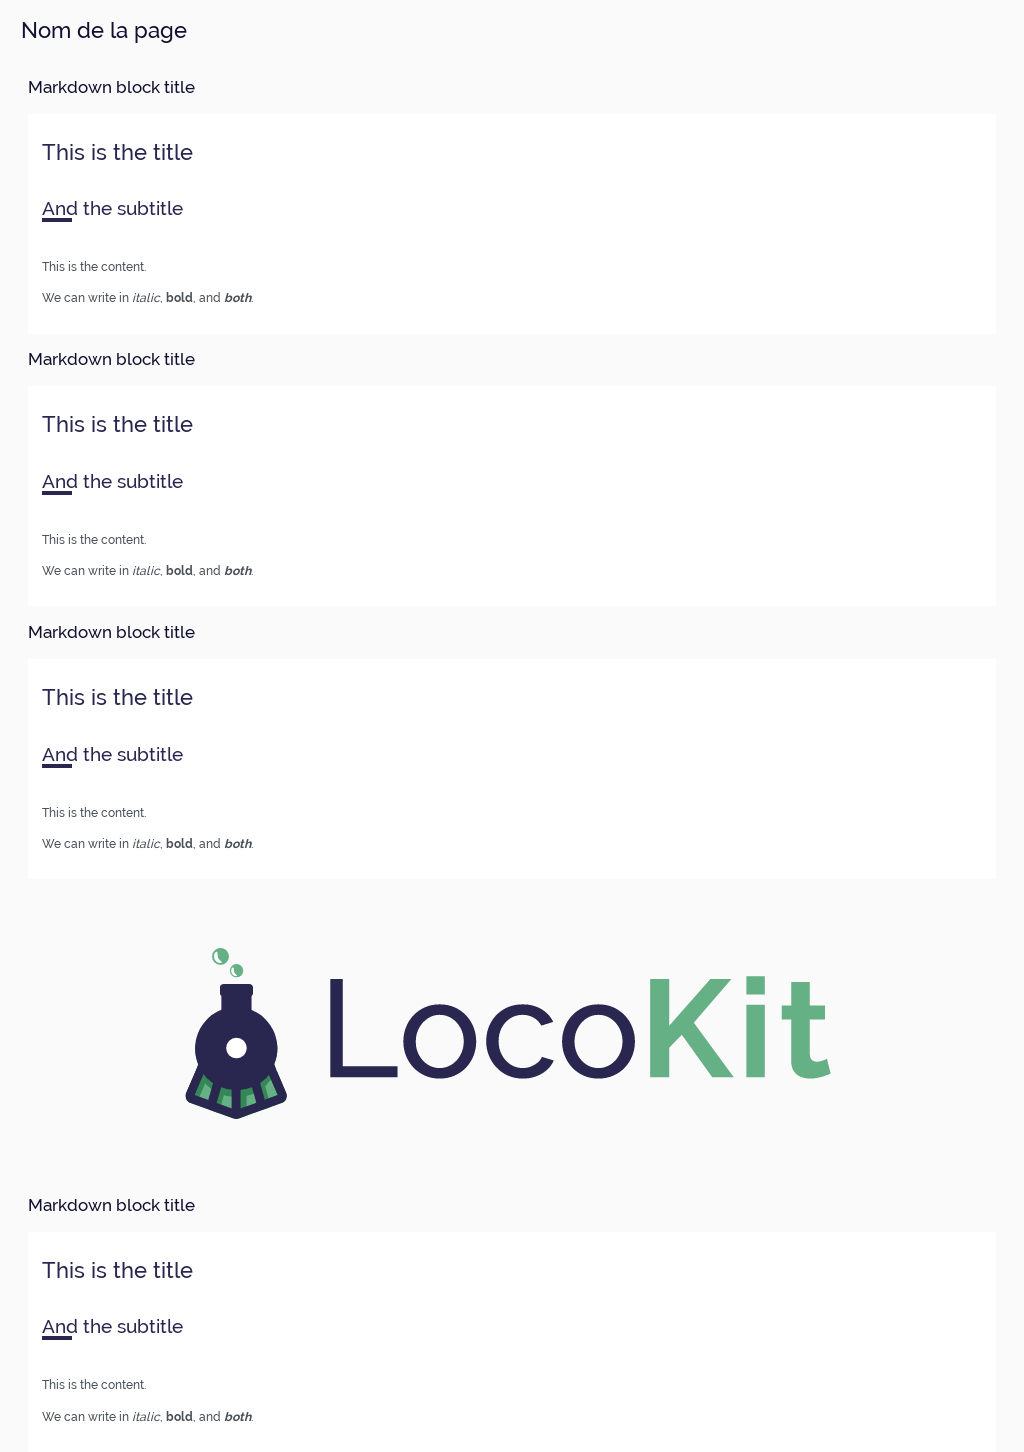 Nom de la page
Markdown block title
This is the title
And the subtitle
This is the content.
We can write in italic, bold, and both.
Markdown block title
This is the title
And the subtitle
This is the content.
We can write in italic, bold, and both.
Markdown block title
This is the title
And the subtitle
This is the content.
We can write in italic, bold, and both.
LocoKit
Markdown block title
This is the title
And the subtitle
This is the content.
We can write in italic, bold, and both.